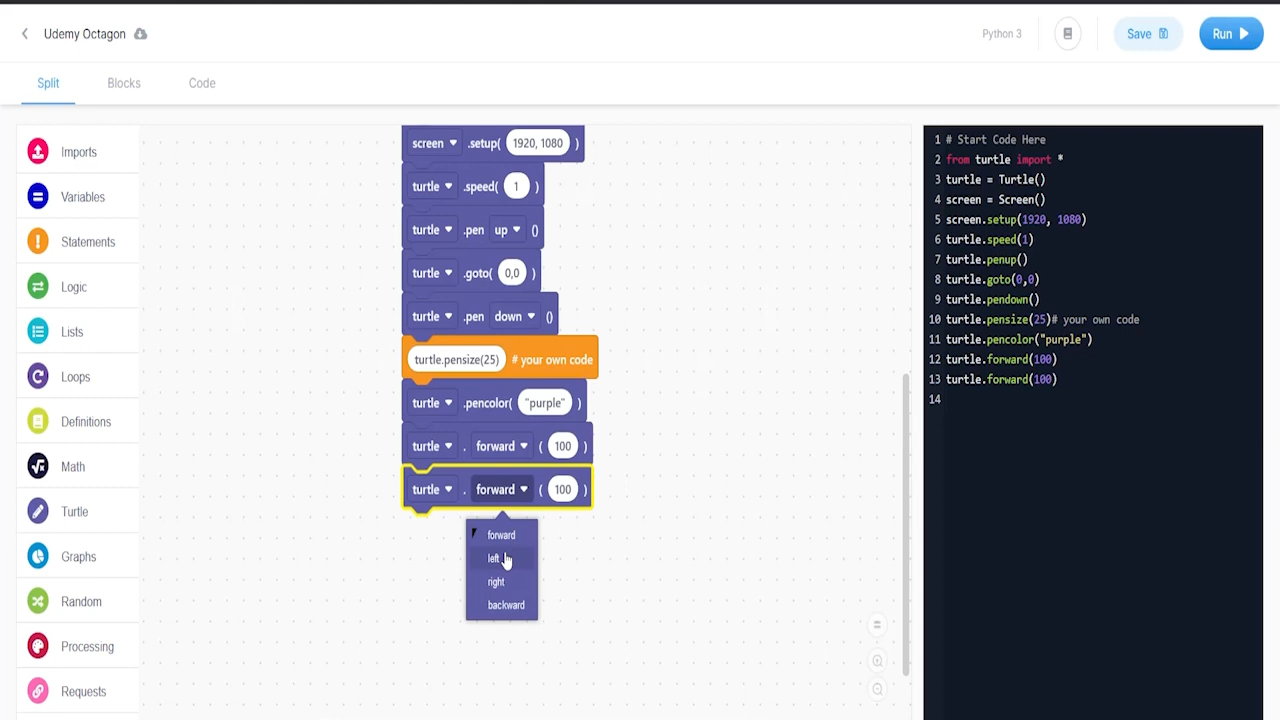 Udemy Octagon
Python 3
Save
Run
Split
Blocks
Code
Imports
Variables
Statements
Logic
Lists
Loops
Definitions
Math
Turtle
Graphs
Random
Processing
Requests
screen .setup( 1920, 1080 )
turtle .speed( 1 )
turtle .pen up ()
turtle .goto( 0,0 )
turtle .pen down ()
turtle.pensize(25) # your own code
turtle .pencolor( "purple" )
turtle . forward ( 100 )
turtle . forward ( 100 )
forward
left
right
backward
1 # Start Code Here
2 from turtle import *
3 turtle = Turtle()
4 screen = Screen()
5 screen.setup(1920, 1080)
6 turtle.speed(1)
7 turtle.penup()
8 turtle.goto(0,0)
9 turtle.pendown()
10 turtle.pensize(25)# your own code
11 turtle.pencolor("purple")
12 turtle.forward(100)
13 turtle.forward(100)
14